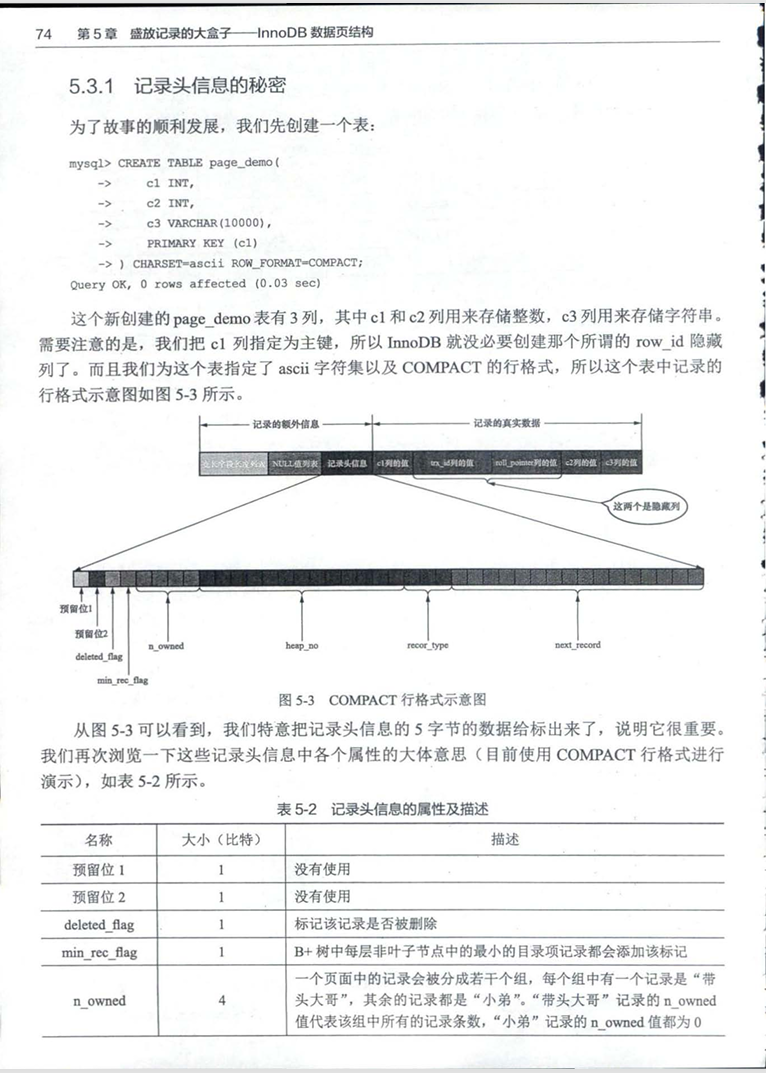 74 第 5 章 盛放记录的大盒子——InnoDB 数据页结构
5.3.1 记录头信息的秘密
为了故事的顺利发展，我们先创建一个表：
mysql> CREATE TABLE page_demo(
-> c1 INT,
-> c2 INT,
-> c3 VARCHAR(10000),
-> PRIMARY KEY (c1)
-> ) CHARSET=ascii ROW_FORMAT=COMPACT;
Query OK, 0 rows affected (0.03 sec)
这个新创建的 page_demo 表有 3 列，其中 c1 和 c2 列用来存储整数，c3 列用来存储字符串。
需要注意的是，我们把 c1 列指定为主键，所以 InnoDB 就没必要创建那个所谓的 row_id 隐藏
列了。而且我们为这个表指定了 ascii 字符集以及 COMPACT 的行格式，所以这个表中记录的
行格式示意图如图 5-3 所示。
记录的额外信息 记录的真实数据
NULL值列表 记录头信息 c1列的值 trx_id列的值 roll_pointer列的值 c2列的值 c3列的值
这两个是隐藏列
预留位1
预留位2
deleted_flag
min_rec_flag
n_owned
heap_no
recor_type
next_record
图 5-3 COMPACT 行格式示意图
从图 5-3 可以看到，我们特意把记录头信息的 5 字节的数据给标出来了，说明它很重要。
我们再次浏览一下这些记录头信息中各个属性的大体意思（目前使用 COMPACT 行格式进行
演示），如表 5-2 所示。
表 5-2 记录头信息的属性及描述
名称 大小（比特） 描述
预留位 1 1 没有使用
预留位 2 1 没有使用
deleted_flag 1 标记该记录是否被删除
min_rec_flag 1 B+ 树中每层非叶子节点中的最小的目录项记录都会添加该标记
n_owned 4 一个页面中的记录会被分成若干个组，每个组中有一个记录是“带
头大哥”，其余的记录都是“小弟”。“带头大哥”记录的 n_owned
值代表该组中所有的记录条数，“小弟”记录的 n_owned 值都为 0